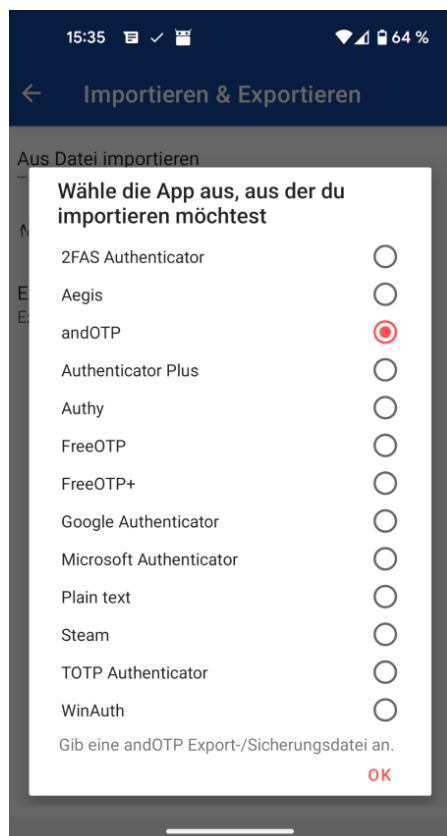 15:35
64 %
Importieren & Exportieren
Aus Datei importieren
Wähle die App aus, aus der du
importieren möchtest
2FAS Authenticator
Aegis
andOTP
Authenticator Plus
Authy
FreeOTP
FreeOTP+
Google Authenticator
Microsoft Authenticator
Plain text
Steam
TOTP Authenticator
WinAuth
Gib eine andOTP Export-/Sicherungsdatei an.
OK